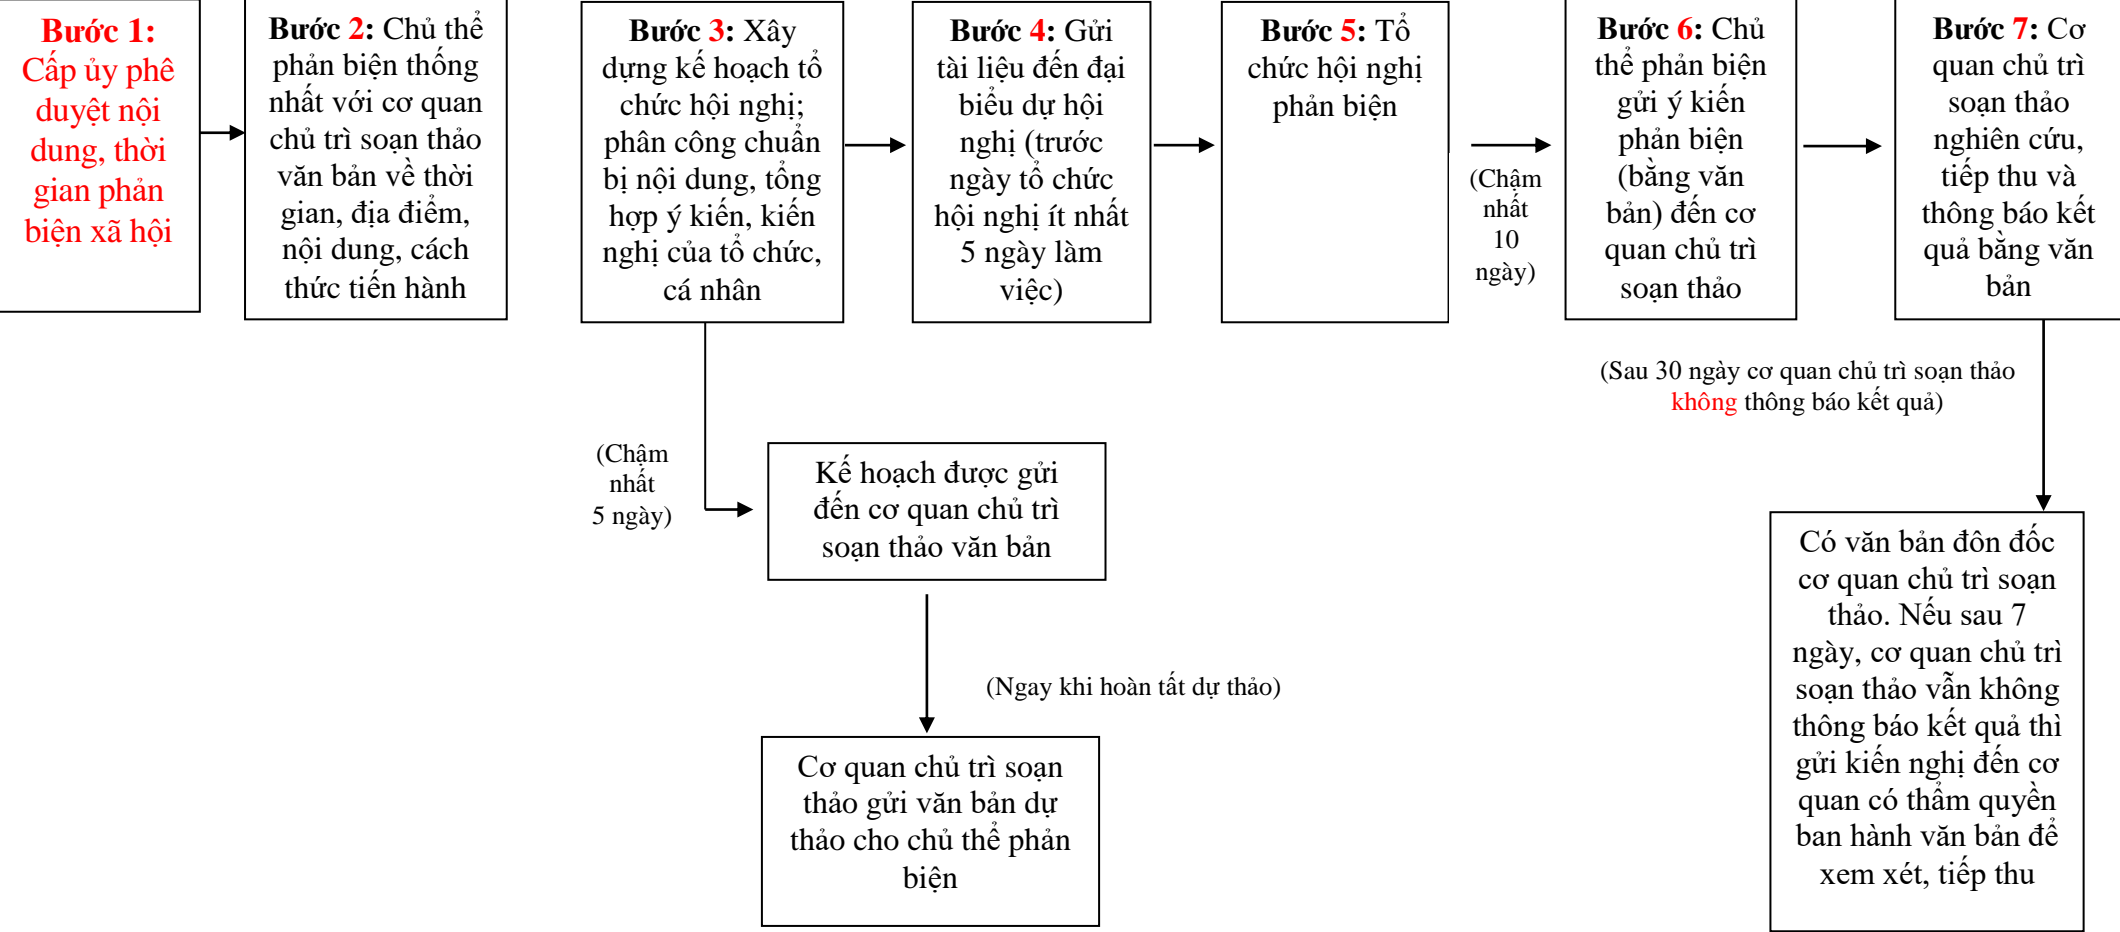 Bước 1:
Cấp ủy phê
duyệt nội
dung, thời
gian phản
biện xã hội
Bước 2: Chủ thể
phản biện thống
nhất với cơ quan
chủ trì soạn thảo
văn bản về thời
gian, địa điểm,
nội dung, cách
thức tiến hành
Bước 3: Xây
dựng kế hoạch tổ
chức hội nghị;
phân công chuẩn
bị nội dung, tổng
hợp ý kiến, kiến
nghị của tổ chức,
cá nhân
Bước 4: Gửi
tài liệu đến đại
biểu dự hội
nghị (trước
ngày tổ chức
hội nghị ít nhất
5 ngày làm
việc)
Bước 5: Tổ
chức hội nghị
phản biện
(Chậm
nhất
10
ngày)
Bước 6: Chủ
thể phản biện
gửi ý kiến
phản biện
(bằng văn
bản) đến cơ
quan chủ trì
soạn thảo
Bước 7: Cơ
quan chủ trì
soạn thảo
nghiên cứu,
tiếp thu và
thông báo kết
quả bằng văn
bản
(Sau 30 ngày cơ quan chủ trì soạn thảo
không thông báo kết quả)
(Chậm
nhất
5 ngày)
Kế hoạch được gửi
đến cơ quan chủ trì
soạn thảo văn bản
(Ngay khi hoàn tất dự thảo)
Cơ quan chủ trì soạn
thảo gửi văn bản dự
thảo cho chủ thể phản
biện
Có văn bản đôn đốc
cơ quan chủ trì soạn
thảo. Nếu sau 7
ngày, cơ quan chủ trì
soạn thảo vẫn không
thông báo kết quả thì
gửi kiến nghị đến cơ
quan có thẩm quyền
ban hành văn bản để
xem xét, tiếp thu